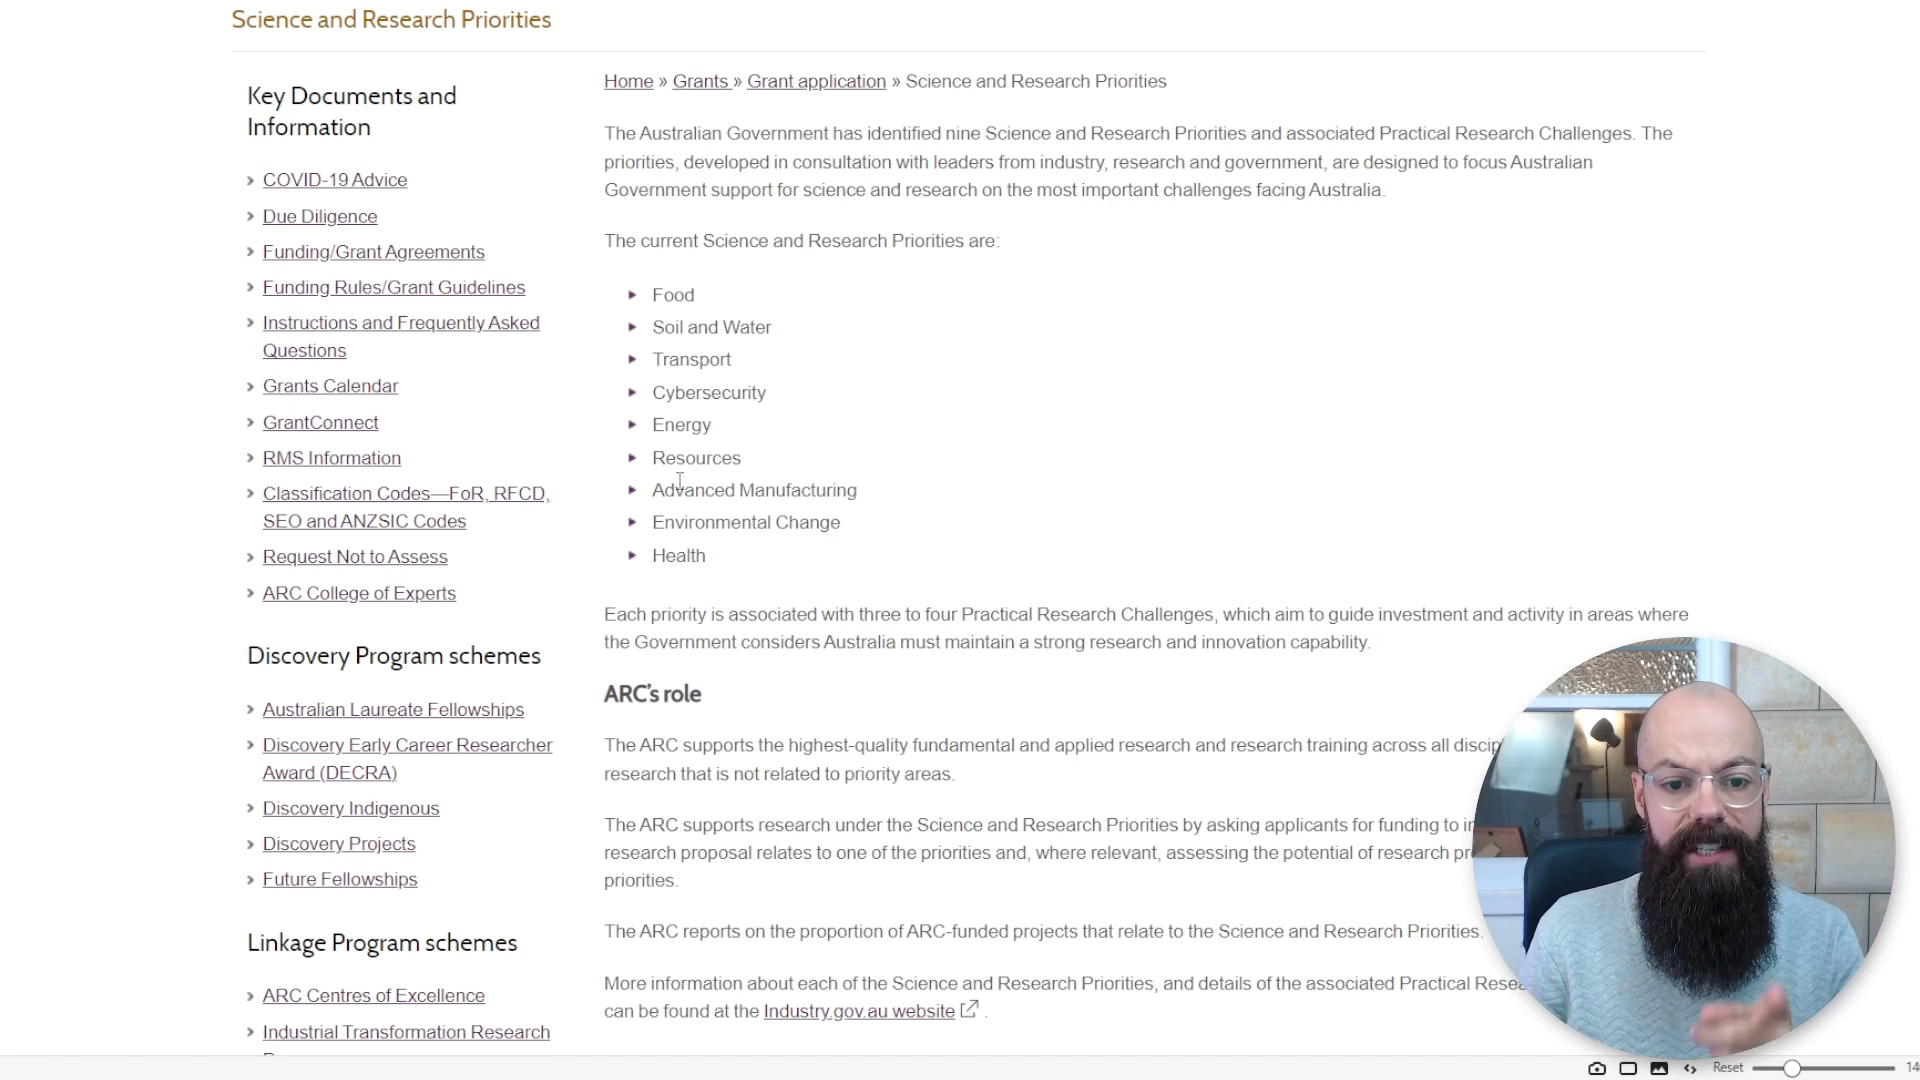 Science and Research Priorities
Key Documents and
Information
COVID-19 Advice
Due Diligence
Funding/Grant Agreements
Funding Rules/Grant Guidelines
Instructions and Frequently Asked
Questions
Grants Calendar
GrantConnect
RMS Information
Classification Codes—FoR, RFCD,
SEO and ANZSIC Codes
Request Not to Assess
ARC College of Experts
Discovery Program schemes
Australian Laureate Fellowships
Discovery Early Career Researcher
Award (DECRA)
Discovery Indigenous
Discovery Projects
Future Fellowships
Linkage Program schemes
ARC Centres of Excellence
Industrial Transformation Research
Home » Grants » Grant application » Science and Research Priorities
The Australian Government has identified nine Science and Research Priorities and associated Practical Research Challenges. The
priorities, developed in consultation with leaders from industry, research and government, are designed to focus Australian
Government support for science and research on the most important challenges facing Australia.
The current Science and Research Priorities are:
Food
Soil and Water
Transport
Cybersecurity
Energy
Resources
Advanced Manufacturing
Environmental Change
Health
Each priority is associated with three to four Practical Research Challenges, which aim to guide investment and activity in areas where
the Government considers Australia must maintain a strong research and innovation capability.
ARC's role
The ARC supports the highest-quality fundamental and applied research and research training across all discip
research that is not related to priority areas.
The ARC supports research under the Science and Research Priorities by asking applicants for funding to
research proposal relates to one of the priorities and, where relevant, assessing the potential of research
priorities.
The ARC reports on the proportion of ARC-funded projects that relate to the Science and Research Priorities.
More information about each of the Science and Research Priorities, and details of the associated Practical Resea
can be found at the Industry.gov.au website .
Reset